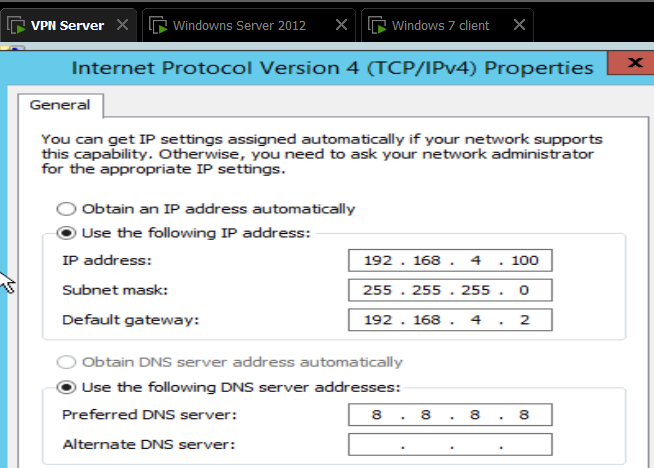 VPN Server
Windowns Server 2012
Windows 7 client
Internet Protocol Version 4 (TCP/IPv4) Properties
x
General
You can get IP settings assigned automatically if your network supports
this capability. Otherwise, you need to ask your network administrator
for the appropriate IP settings.
Obtain an IP address automatically
Use the following IP address:
IP address: 192 . 168 . 4 . 100
Subnet mask: 255 . 255 . 255 . 0
Default gateway: 192 . 168 . 4 . 2
Obtain DNS server address automatically
Use the following DNS server addresses:
Preferred DNS server: 8 . 8 . 8 . 8
Alternate DNS server: . . .